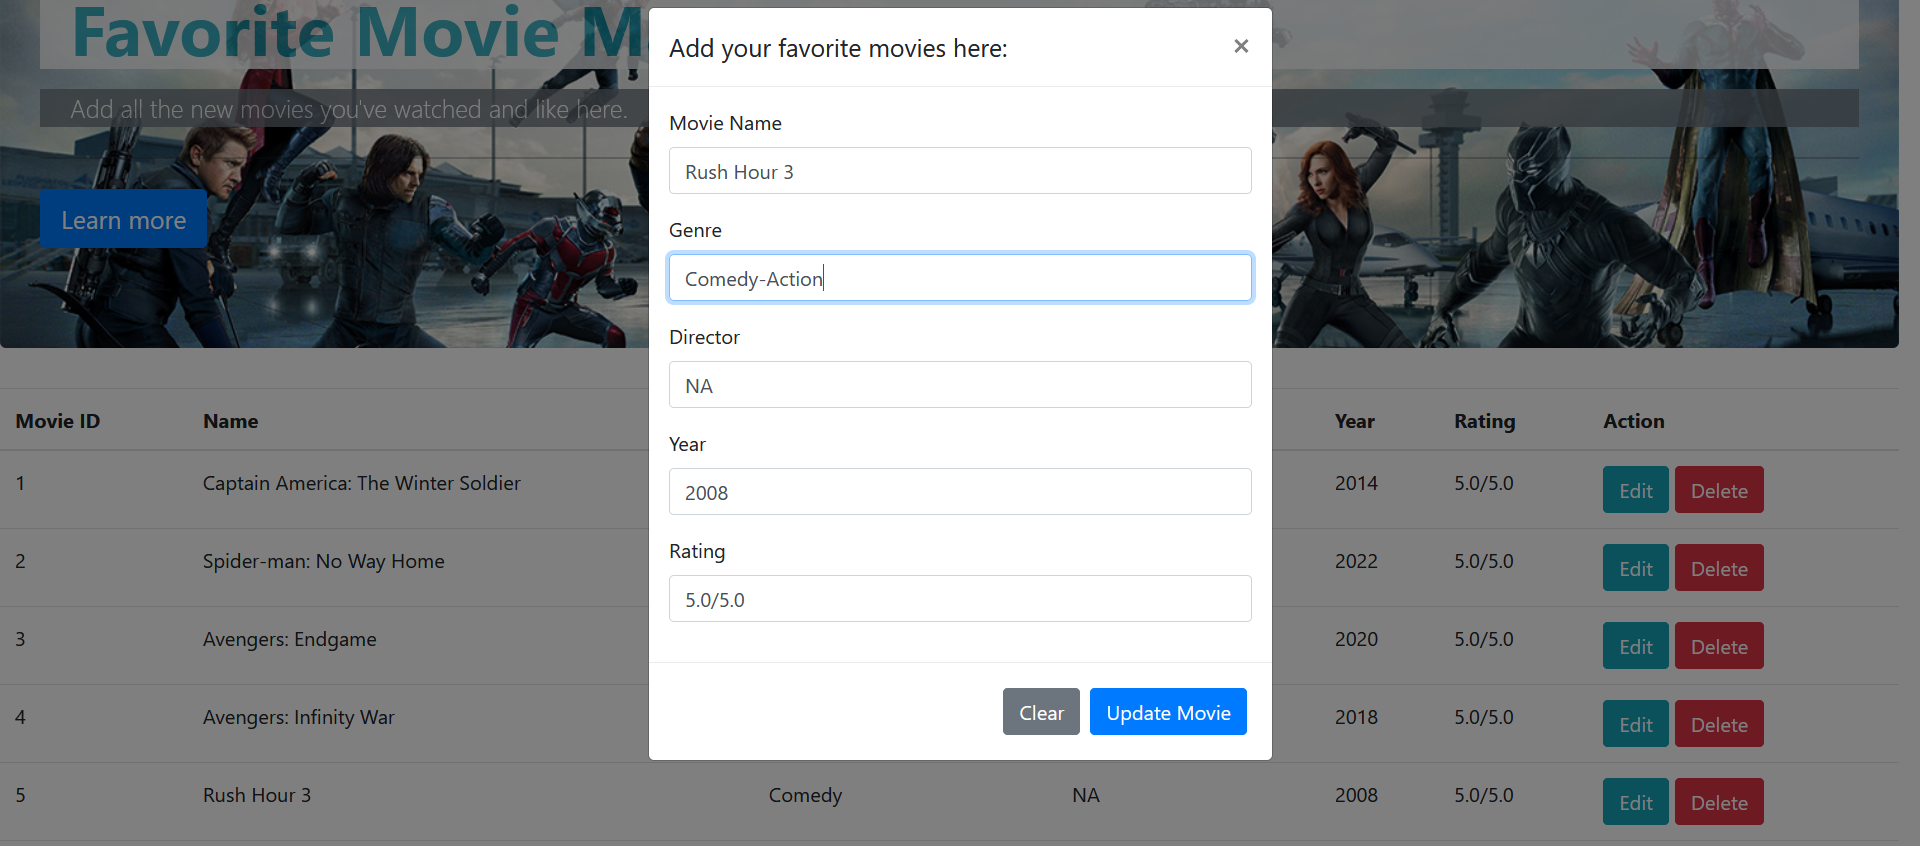 Favorite Movie M
Add all the new movies you've watched and like here.
Learn more
Add your favorite movies here:
×
Movie Name
Rush Hour 3
Genre
Comedy-Action
Director
NA
Year
2008
Rating
5.0/5.0
Clear Update Movie
Movie ID Name Year Rating Action
1 Captain America: The Winter Soldier 2014 5.0/5.0 Edit Delete
2 Spider-man: No Way Home 2022 5.0/5.0 Edit Delete
3 Avengers: Endgame 2020 5.0/5.0 Edit Delete
4 Avengers: Infinity War 2018 5.0/5.0 Edit Delete
5 Rush Hour 3 Comedy NA 2008 5.0/5.0 Edit Delete